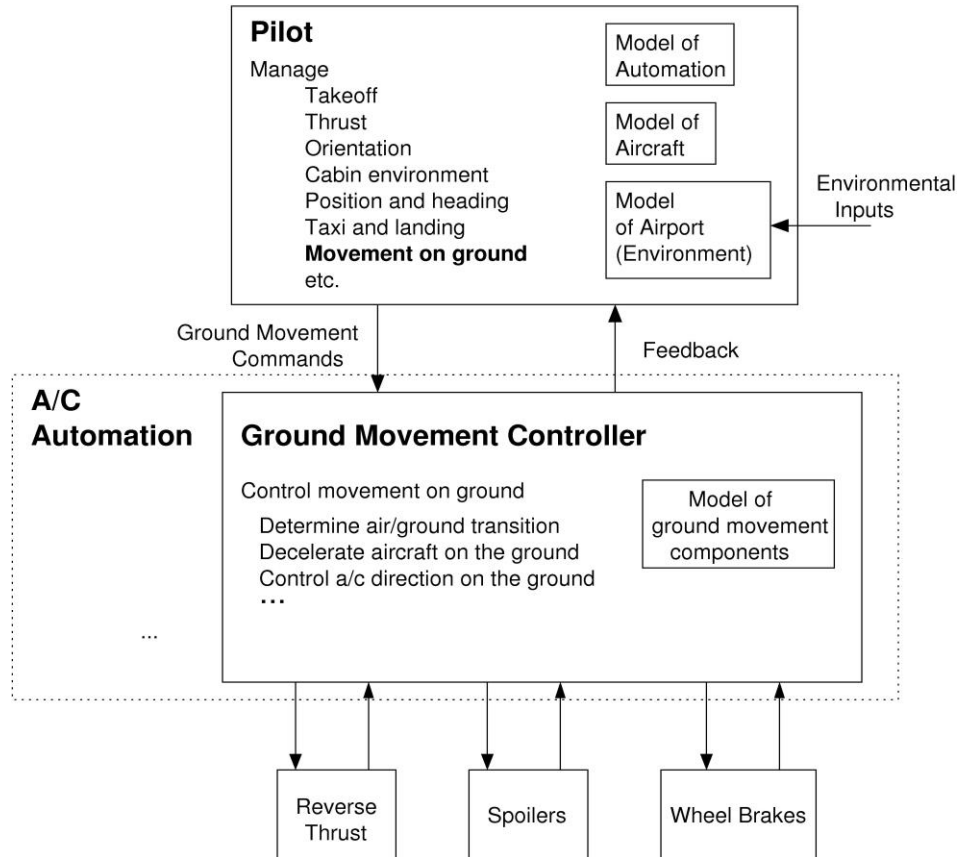 Pilot
Manage
Takeoff
Thrust
Orientation
Cabin environment
Position and heading
Taxi and landing
Movement on ground
etc.
Model of
Automation
Model of
Aircraft
Model
of Airport
(Environment)
Environmental
Inputs
Ground Movement
Commands
Feedback
A/C
Automation
...
Ground Movement Controller
Control movement on ground
Determine air/ground transition
Decelerate aircraft on the ground
Control a/c direction on the ground
...
Model of
ground movement
components
Reverse
Thrust
Spoilers
Wheel Brakes